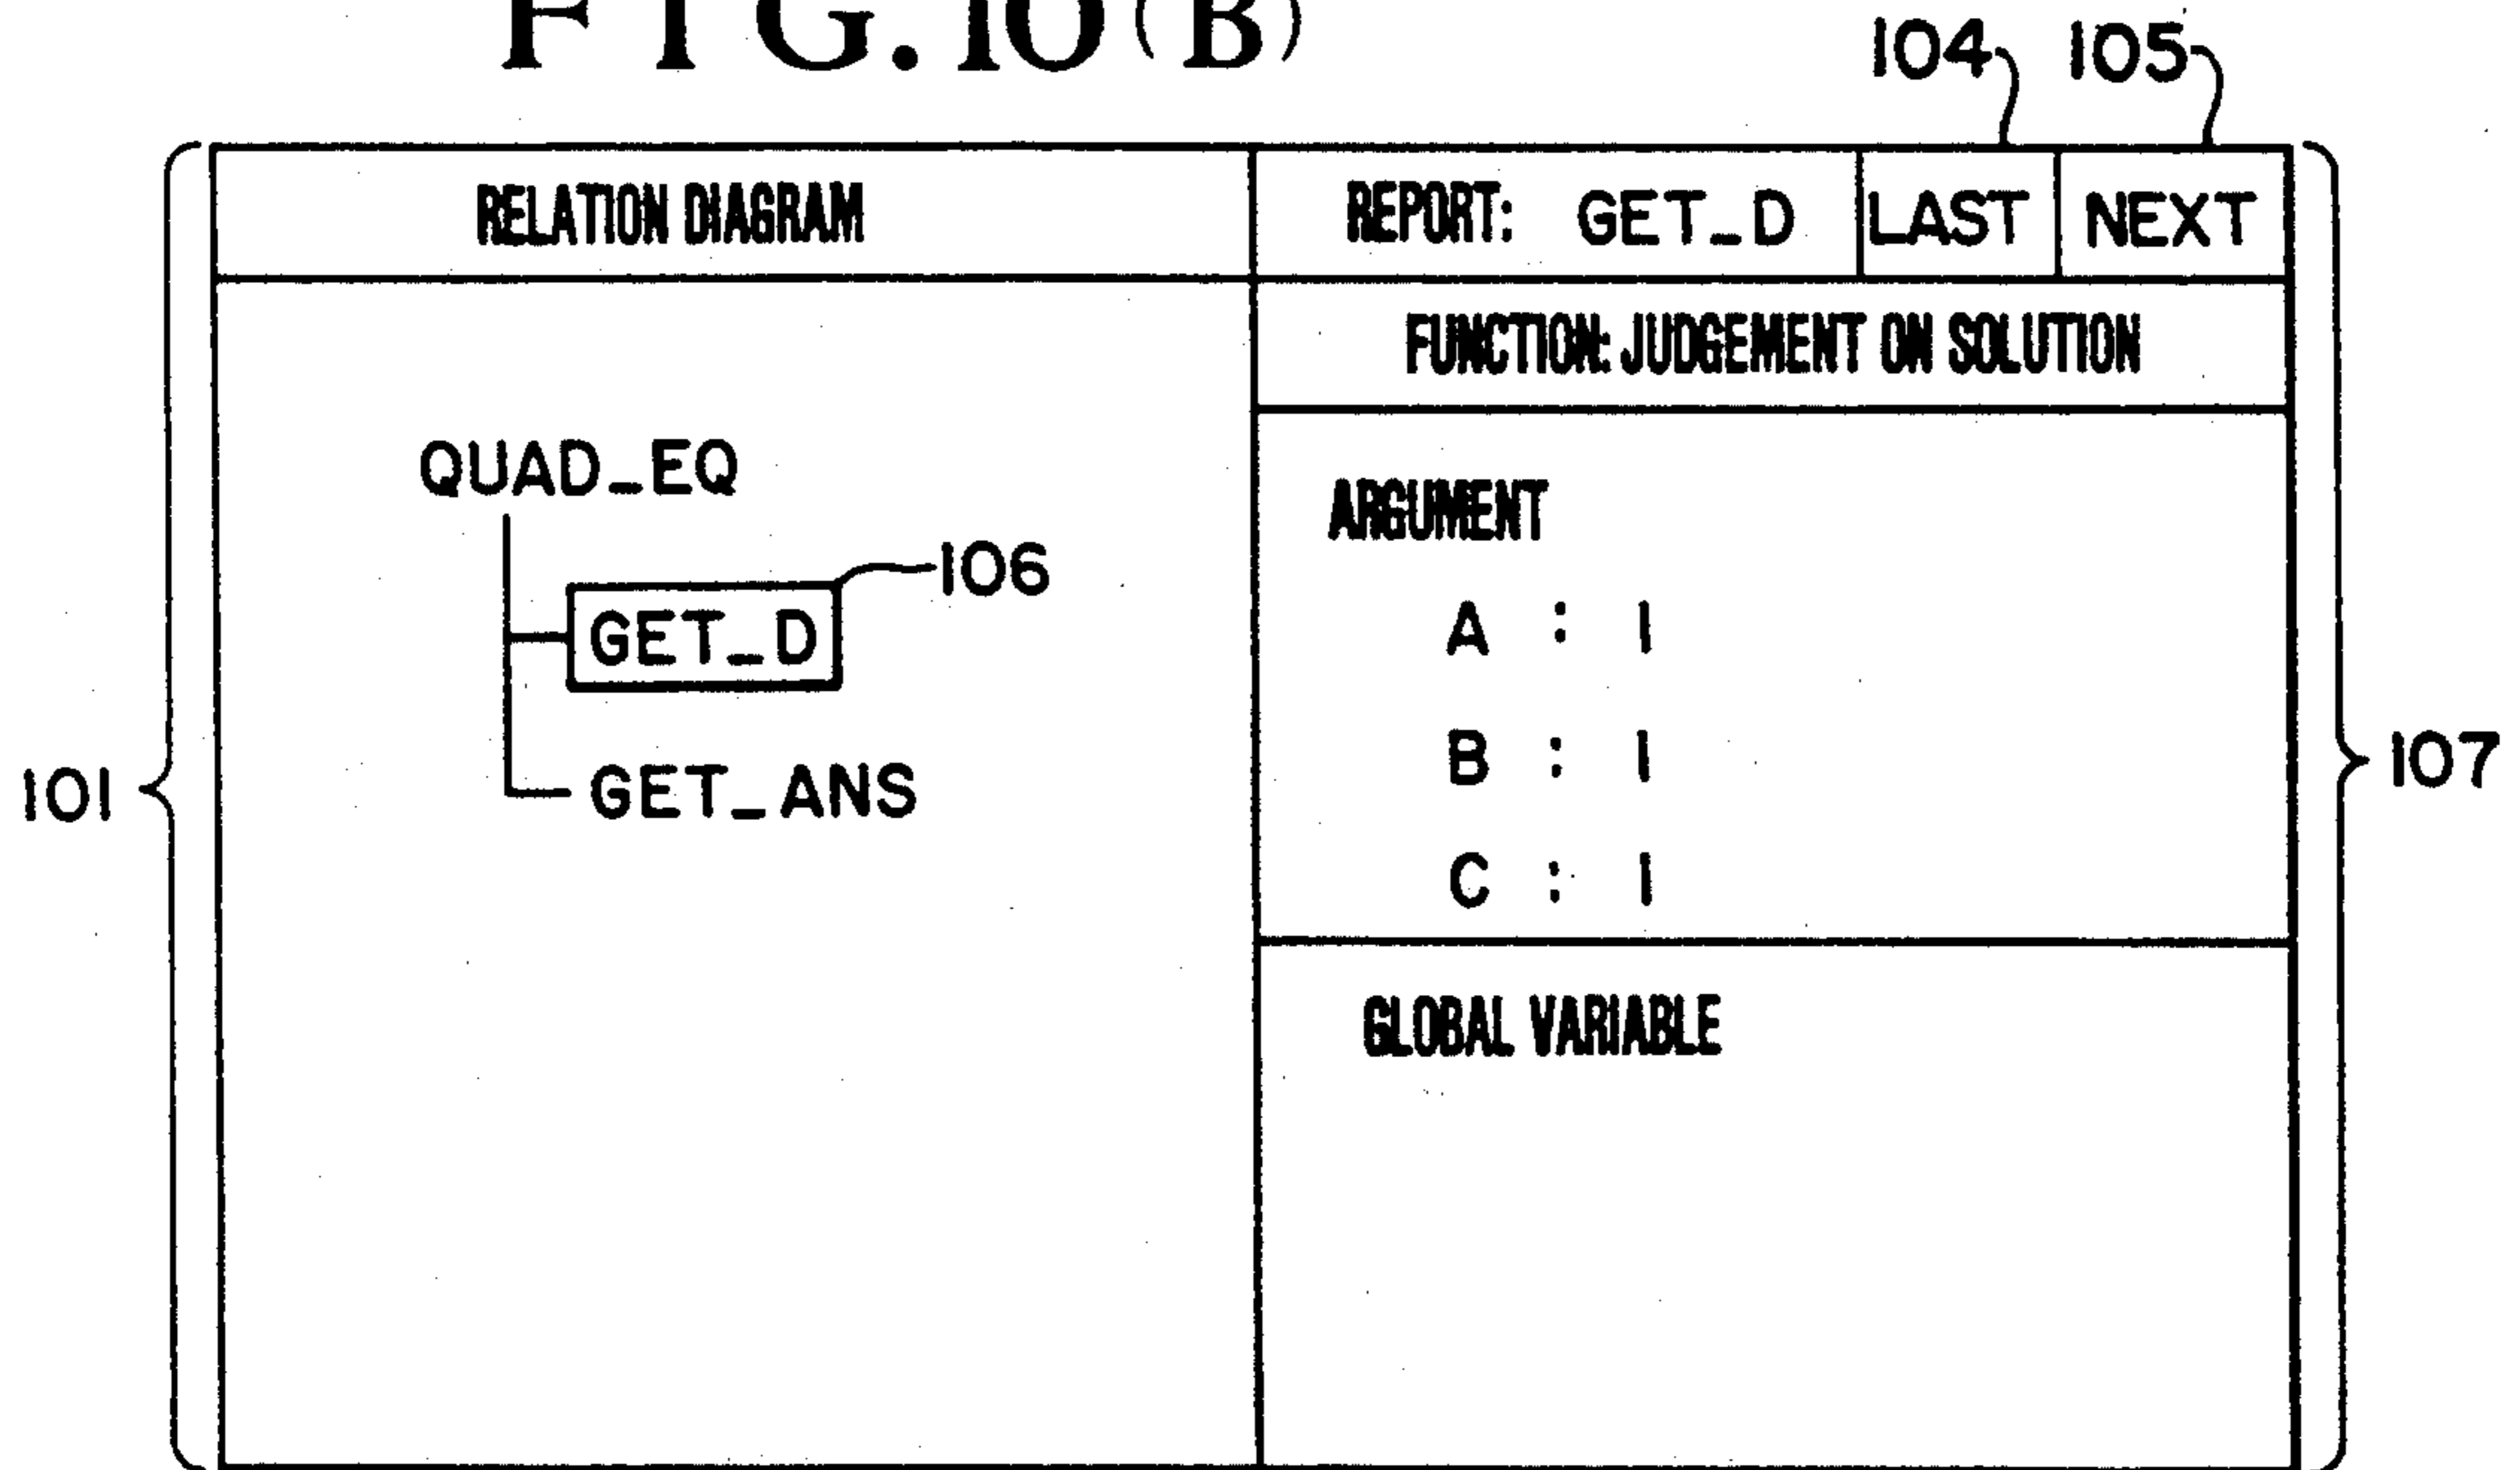 FIG. 10 (B)
104 105
RELATION DIAGRAM
REPORT: GET_D LAST NEXT
FUNCTION: JUDGEMENT ON SOLUTION
QUAD_EQ
106
GET_D
GET_ANS
101
ARGUMENT
A : 1
B : 1
C : 1
107
GLOBAL VARIABLE